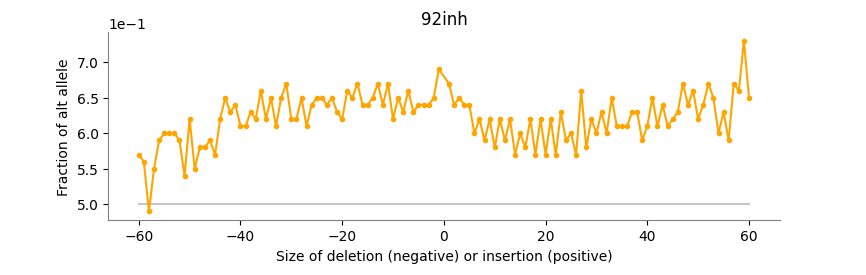 92inh
1e−1
7.0
6.5
6.0
5.5
5.0
Fraction of alt allele
−60 −40 −20 0 20 40 60
Size of deletion (negative) or insertion (positive)